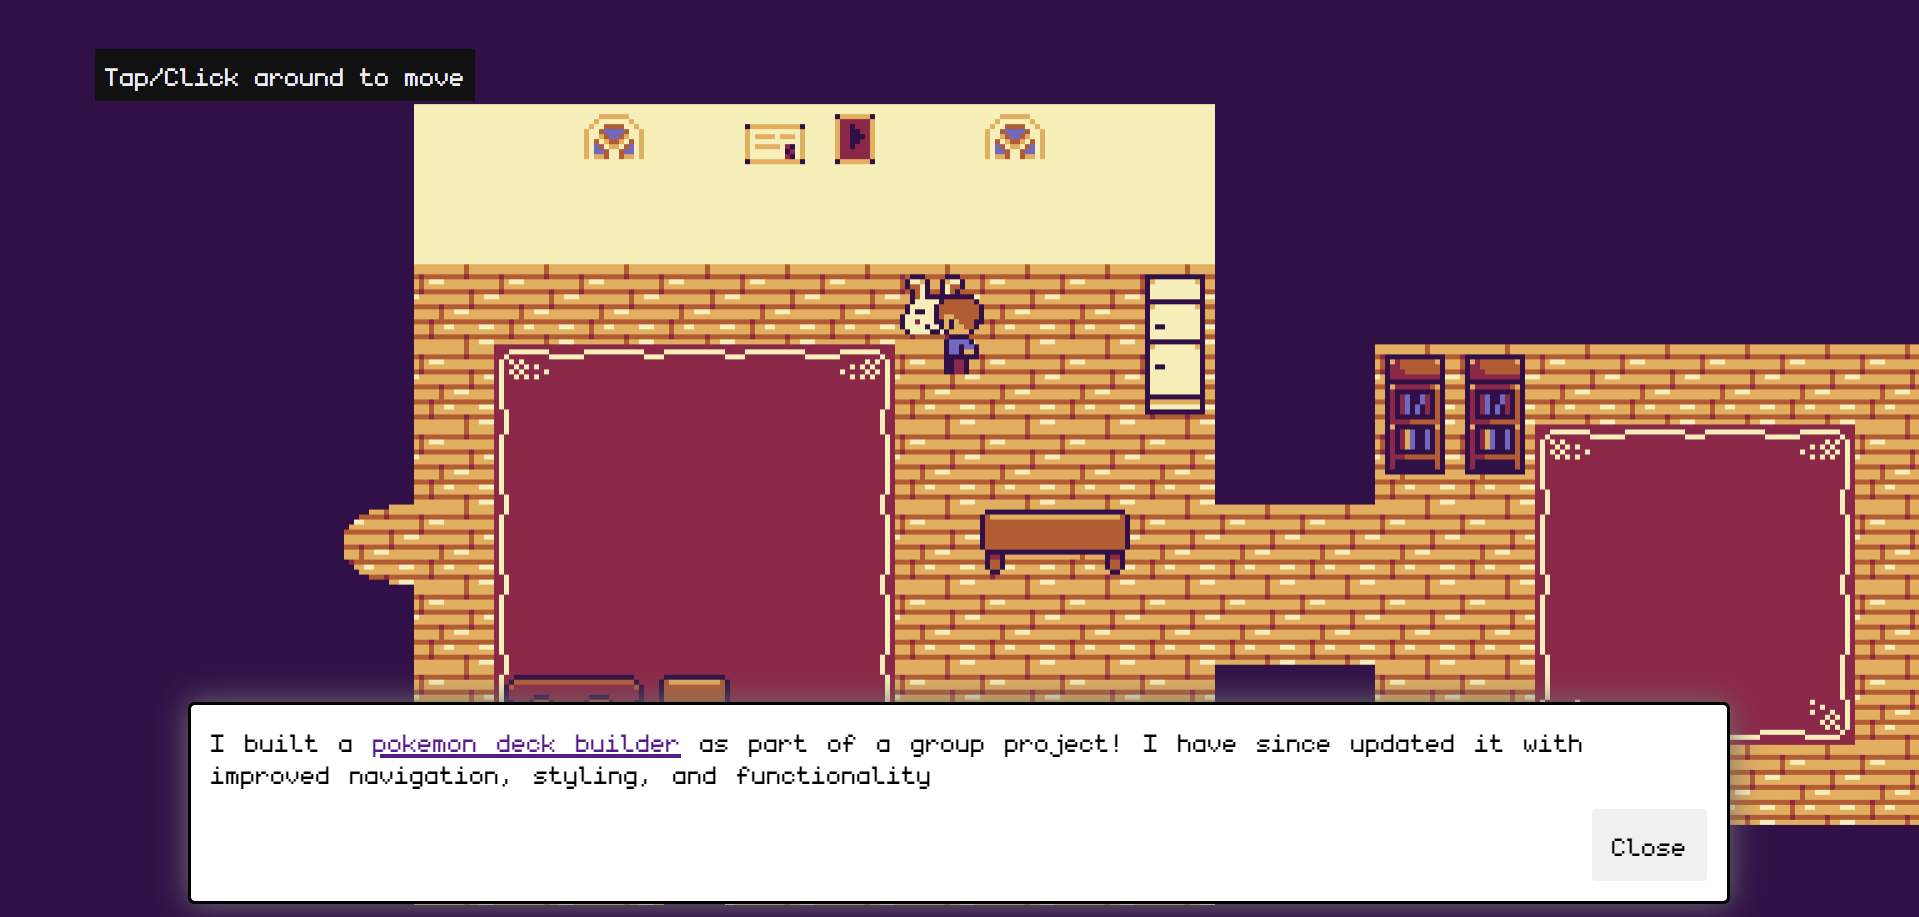 Tap/Click around to move
I built a pokemon deck builder as part of a group project! I have since updated it with
improved navigation, styling, and functionality
Close